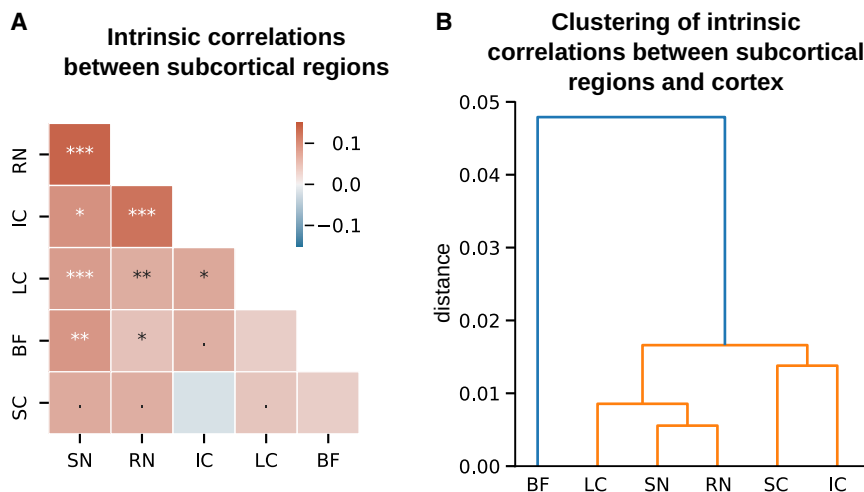 A
Intrinsic correlations
between subcortical regions
RN
***
IC
*
***
LC
***
**
*
BF
**
*
.
SC
.
.
.
SN
RN
IC
LC
BF
0.1
0.0
−0.1
B
Clustering of intrinsic
correlations between subcortical
regions and cortex
distance
0.05
0.04
0.03
0.02
0.01
0.00
BF
LC
SN
RN
SC
IC